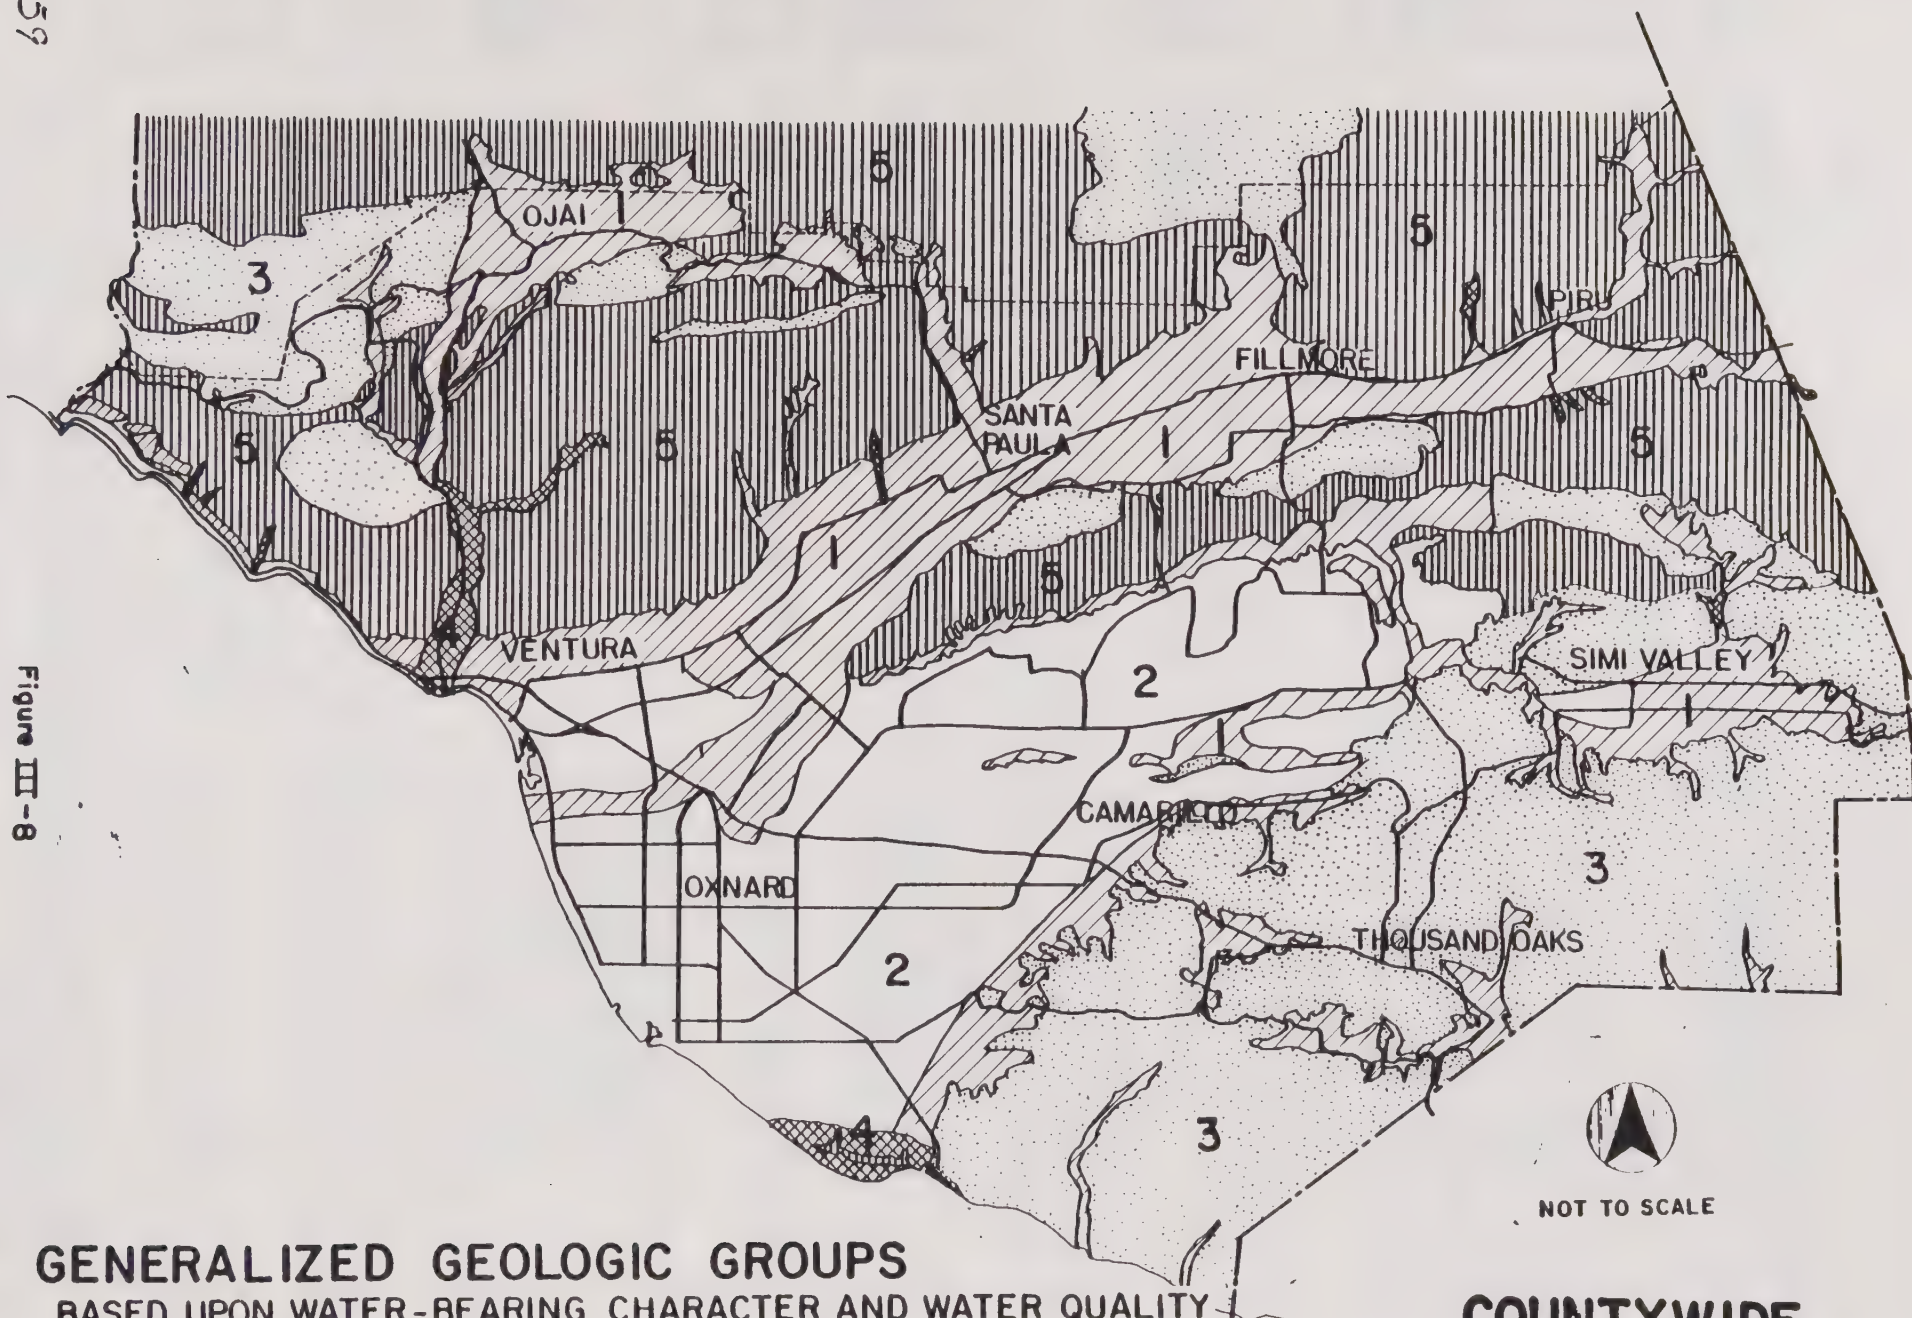 59
5
OJAI
1
5
3
PIRU
FILLMORE
SANTA
PAULA
1
5
5
5
1
5
4
VENTURA
2
SIMI VALLEY
1
1
CAMARILLO
3
OXNARD
THOUSAND OAKS
2
4
3
NOT TO SCALE
Figure III-8
GENERALIZED GEOLOGIC GROUPS
BASED UPON WATER-BEARING CHARACTER AND WATER QUALITY
COUNTYWIDE